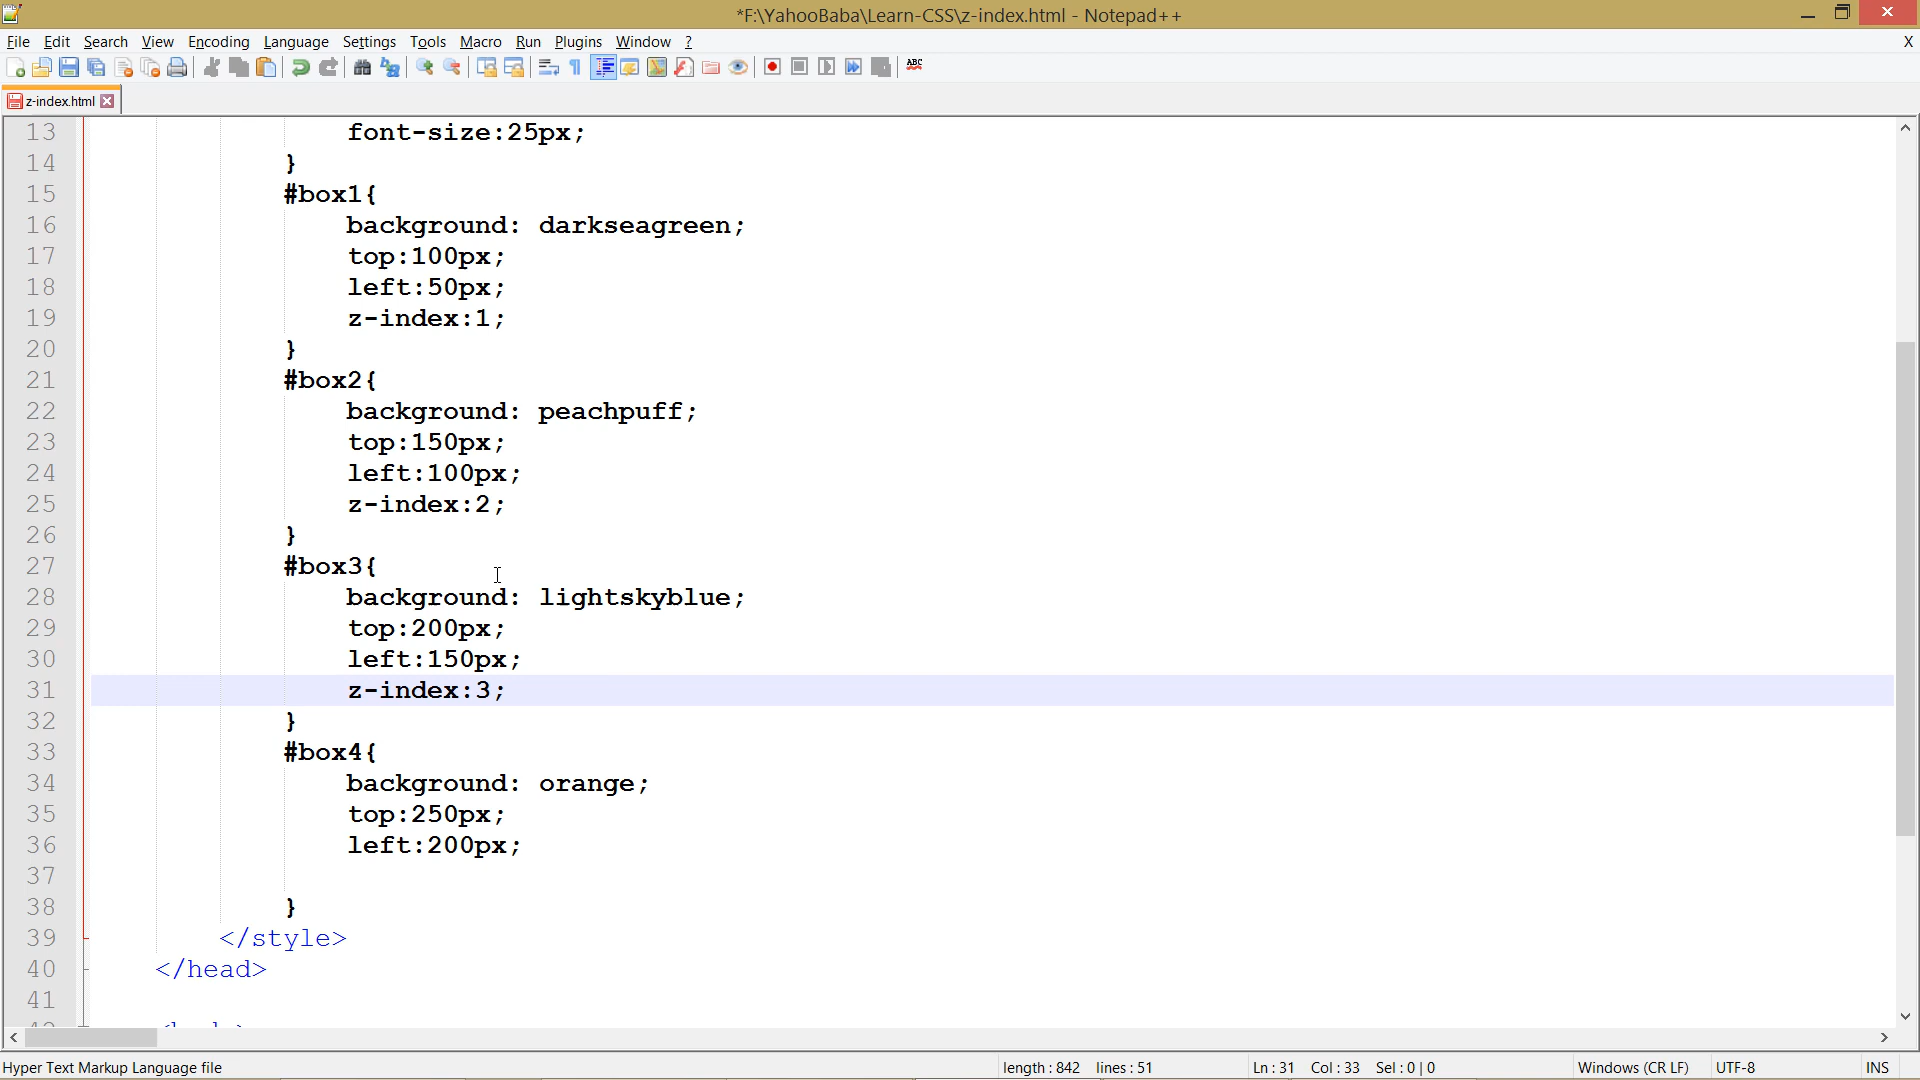 *F:\YahooBaba\Learn-CSS\z-index.html - Notepad++
File Edit Search View Encoding Language Settings Tools Macro Run Plugins Window ? X
ABC
z-index.html
13 font-size:25px;
14 }
15 #box1{
16 background: darkseagreen;
17 top:100px;
18 left:50px;
19 z-index:1;
20 }
21 #box2{
22 background: peachpuff;
23 top:150px;
24 left:100px;
25 z-index:2;
26 }
27 #box3{
28 background: lightskyblue;
29 top:200px;
30 left:150px;
31 z-index:3;
32 }
33 #box4{
34 background: orange;
35 top:250px;
36 left:200px;
37
38 }
39 </style>
40 </head>
41
Hyper Text Markup Language file length : 842 lines : 51 Ln : 31 Col : 33 Sel : 0 | 0 Windows (CR LF) UTF-8 INS